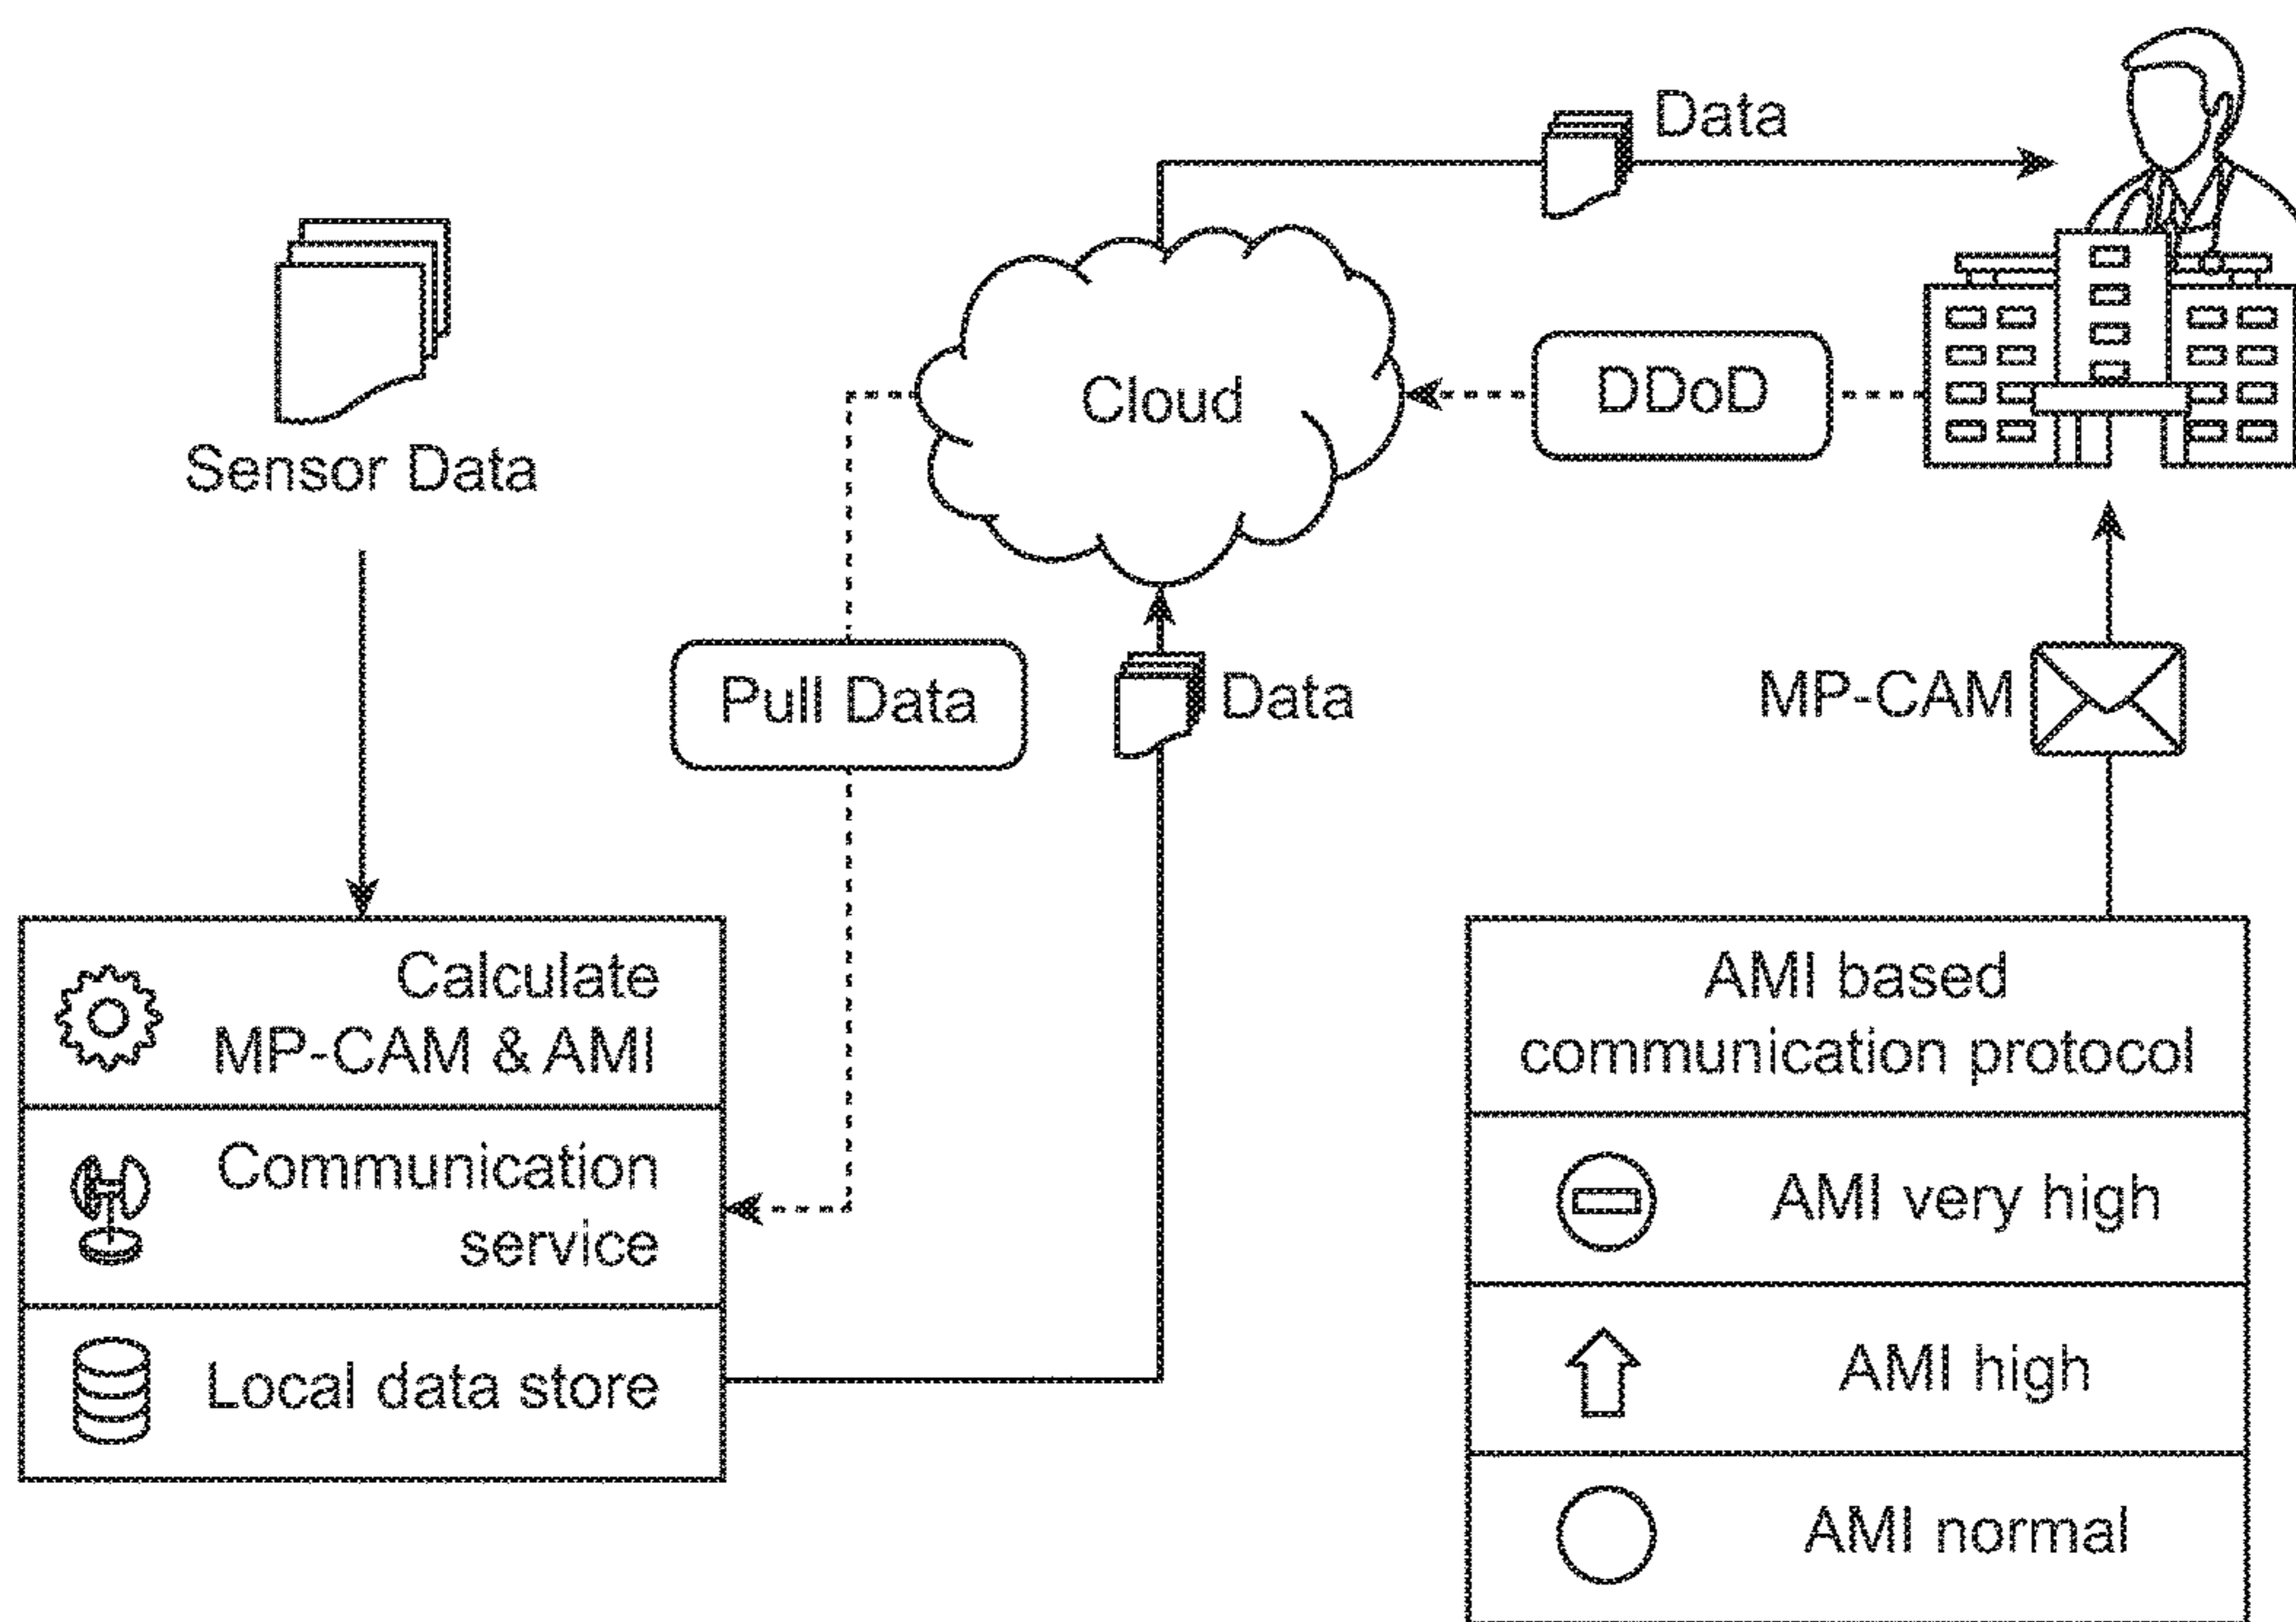 Data
Sensor Data
Cloud
DDoD
Pull Data
Data
MP-CAM
Calculate
MP-CAM & AMI
Communication
service
Local data store
AMI based
communication protocol
AMI very high
AMI high
AMI normal